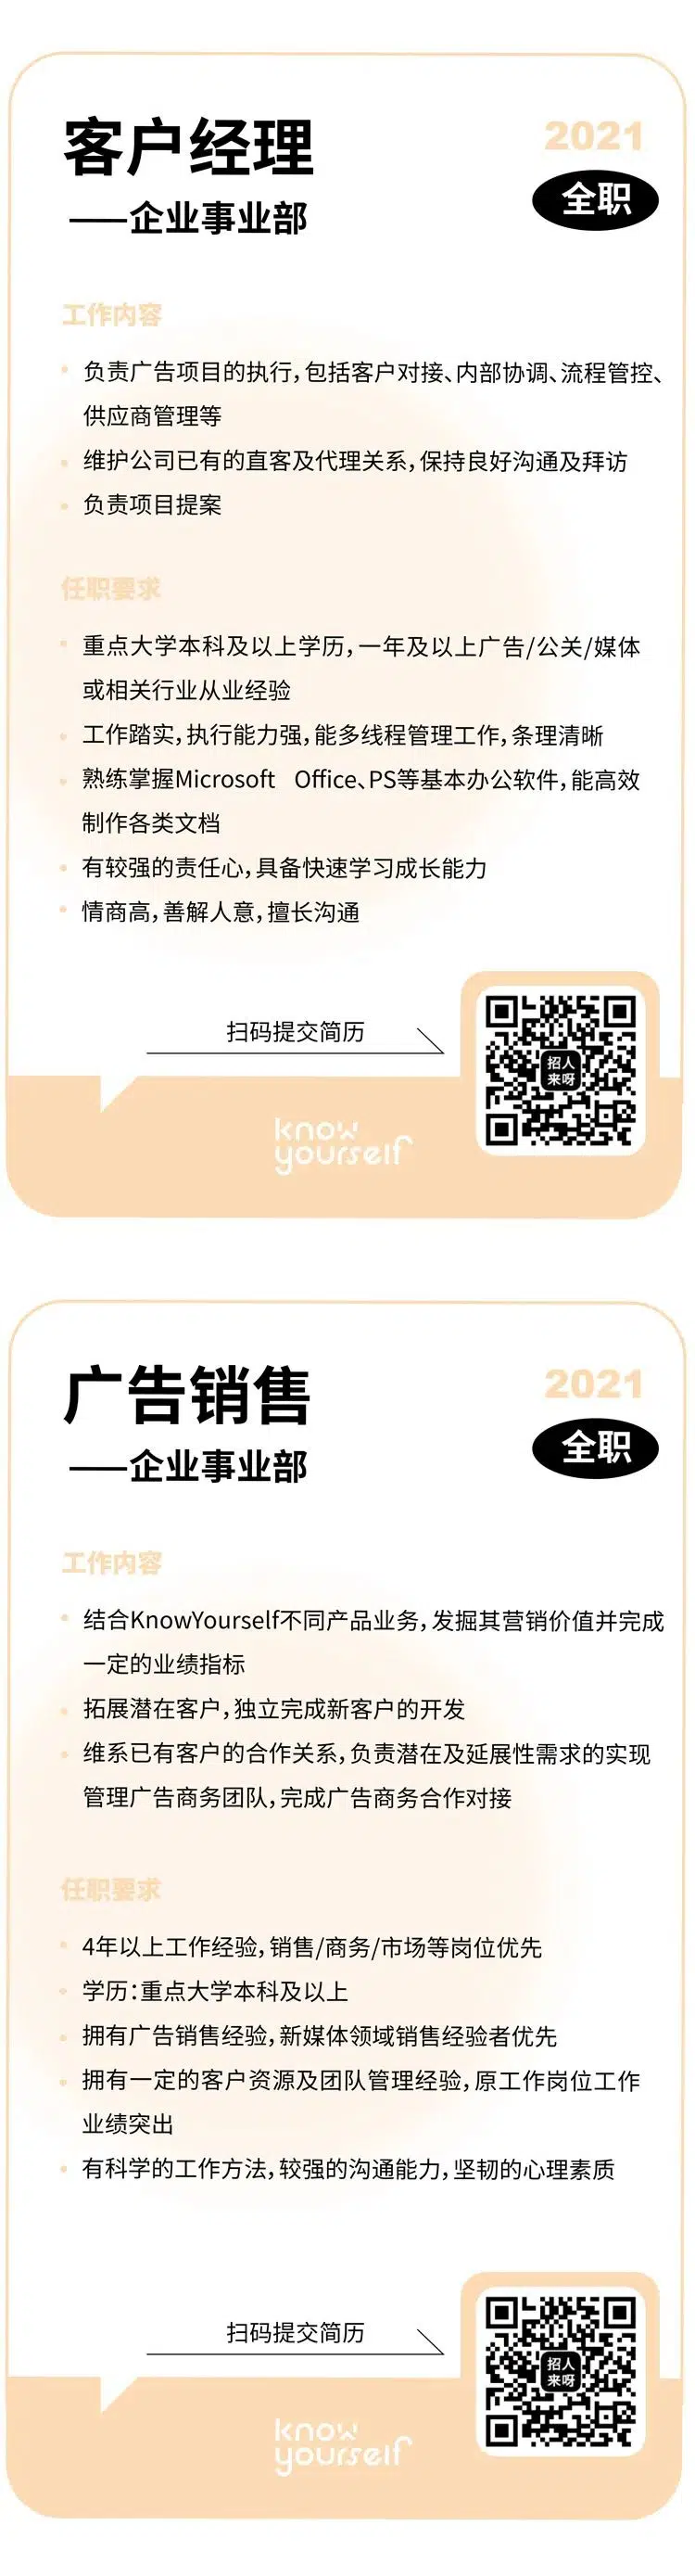 客户经理
2021
——企业事业部
全职
工作内容
负责广告项目的执行，包括客户对接、内部协调、流程管控、
供应商管理等
维护公司已有的直客及代理关系，保持良好沟通及拜访
负责项目提案
任职要求
重点大学本科及以上学历，一年及以上广告/公关/媒体
或相关行业从业经验
工作踏实，执行能力强，能多线程管理工作，条理清晰
熟练掌握Microsoft Office、PS等基本办公软件，能高效
制作各类文档
有较强的责任心，具备快速学习成长能力
情商高，善解人意，擅长沟通
扫码提交简历
招人
来呀
know
yourself
广告销售
2021
——企业事业部
全职
工作内容
结合KnowYourself不同产品业务，发掘其营销价值并完成
一定的业绩指标
拓展潜在客户，独立完成新客户的开发
维系已有客户的合作关系，负责潜在及延展性需求的实现
管理广告商务团队，完成广告商务合作对接
任职要求
4年以上工作经验，销售/商务/市场等岗位优先
学历：重点大学本科及以上
拥有广告销售经验，新媒体领域销售经验者优先
拥有一定的客户资源及团队管理经验，原工作岗位工作
业绩突出
有科学的工作方法，较强的沟通能力，坚韧的心理素质
扫码提交简历
招人
来呀
know
yourself